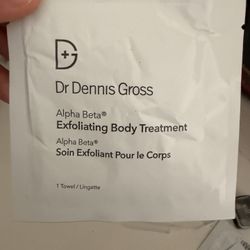 Dr Dennis Gross
Alpha Beta®
Exfoliating Body Treatment
Alpha Beta®
Soin Exfoliant Pour le Corps
1 Towel / Lingette